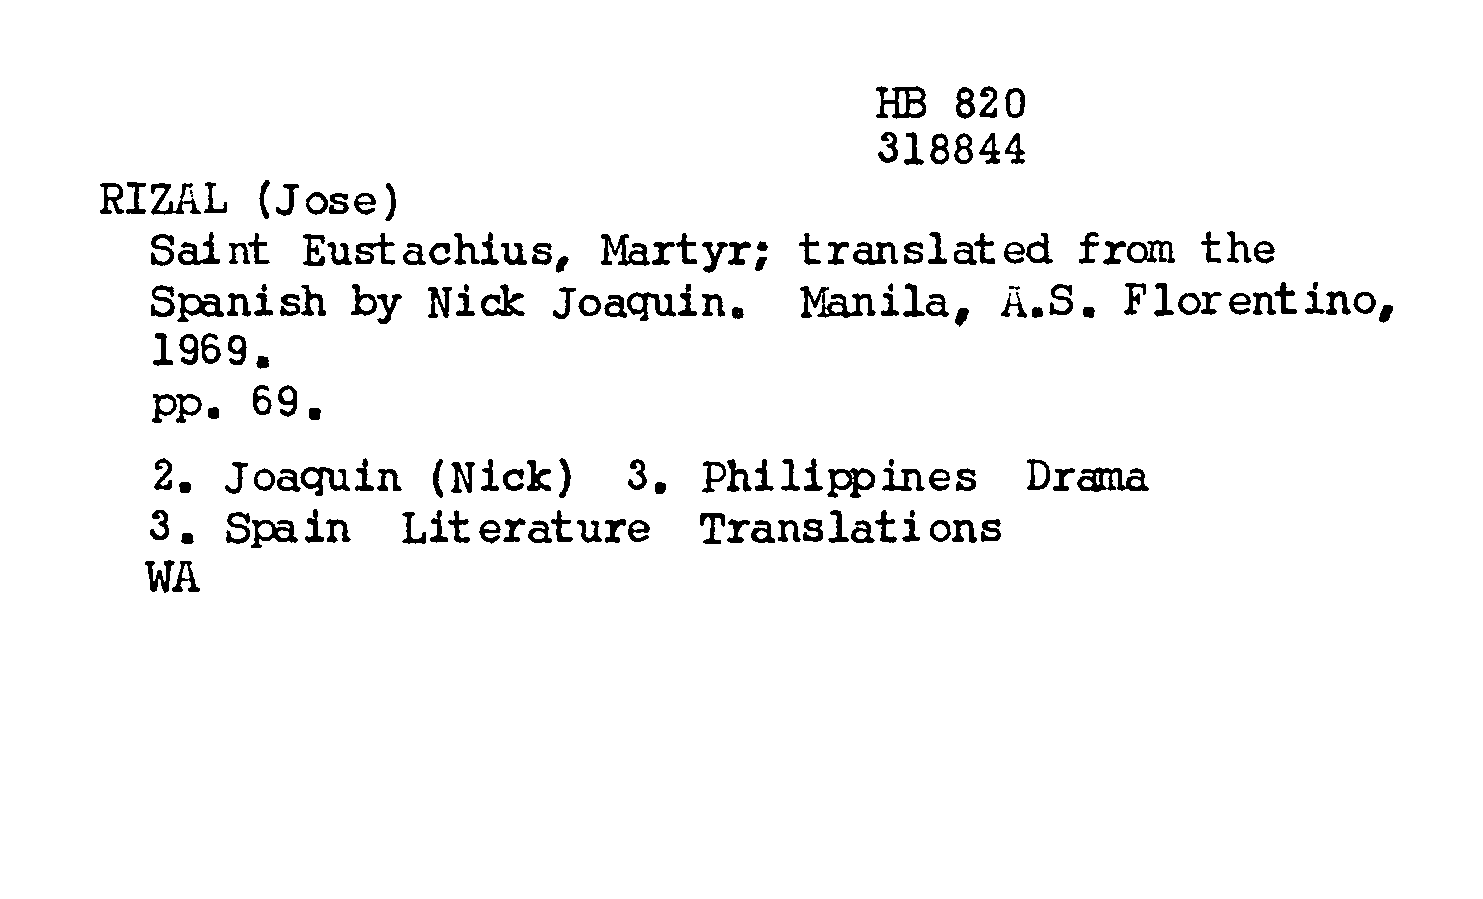 HB 820
318844
RIZAL (Jose)
Saint Eustachius, Martyr; translated from the
Spanish by Nick Joaquin. Manila, A.S. Florentino,
1969.
pp. 69.
2. Joaquin (Nick) 3. Philippines Drama
3. Spain Literature Translations
WA